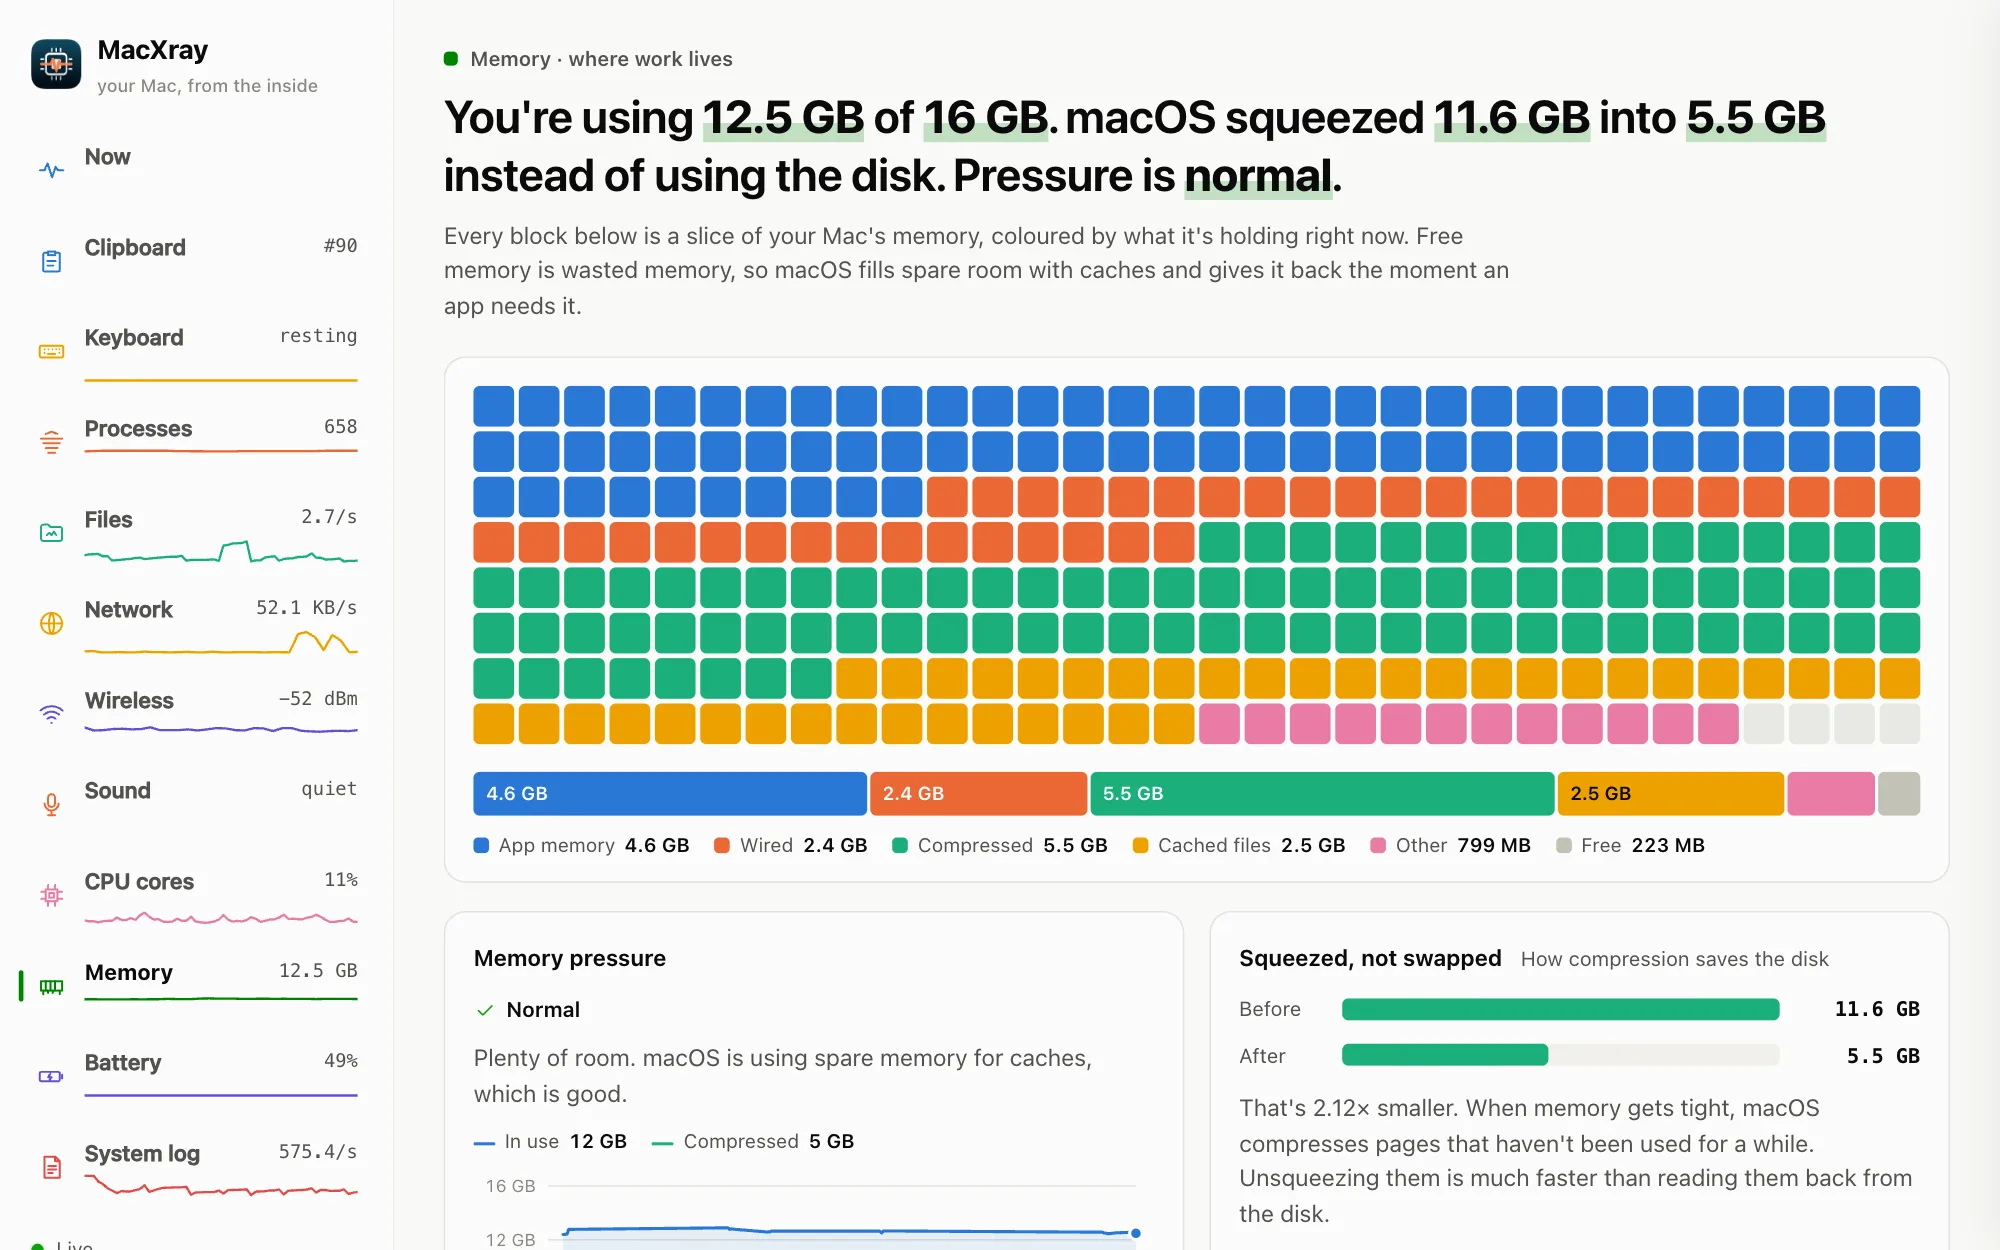 MacXray
your Mac, from the inside
Now
Clipboard #90
Keyboard resting
Processes 658
Files 2.7/s
Network 52.1 KB/s
Wireless −52 dBm
Sound quiet
CPU cores 11%
Memory 12.5 GB
Battery 49%
System log 575.4/s
Live
Memory · where work lives
You're using 12.5 GB of 16 GB. macOS squeezed 11.6 GB into 5.5 GB
instead of using the disk. Pressure is normal.
Every block below is a slice of your Mac's memory, coloured by what it's holding right now. Free
memory is wasted memory, so macOS fills spare room with caches and gives it back the moment an
app needs it.
4.6 GB 2.4 GB 5.5 GB 2.5 GB
App memory 4.6 GB Wired 2.4 GB Compressed 5.5 GB Cached files 2.5 GB Other 799 MB Free 223 MB
Memory pressure
Normal
Plenty of room. macOS is using spare memory for caches,
which is good.
In use 12 GB Compressed 5 GB
16 GB
12 GB
Squeezed, not swapped How compression saves the disk
Before 11.6 GB
After 5.5 GB
That's 2.12× smaller. When memory gets tight, macOS
compresses pages that haven't been used for a while.
Unsqueezing them is much faster than reading them back from
the disk.